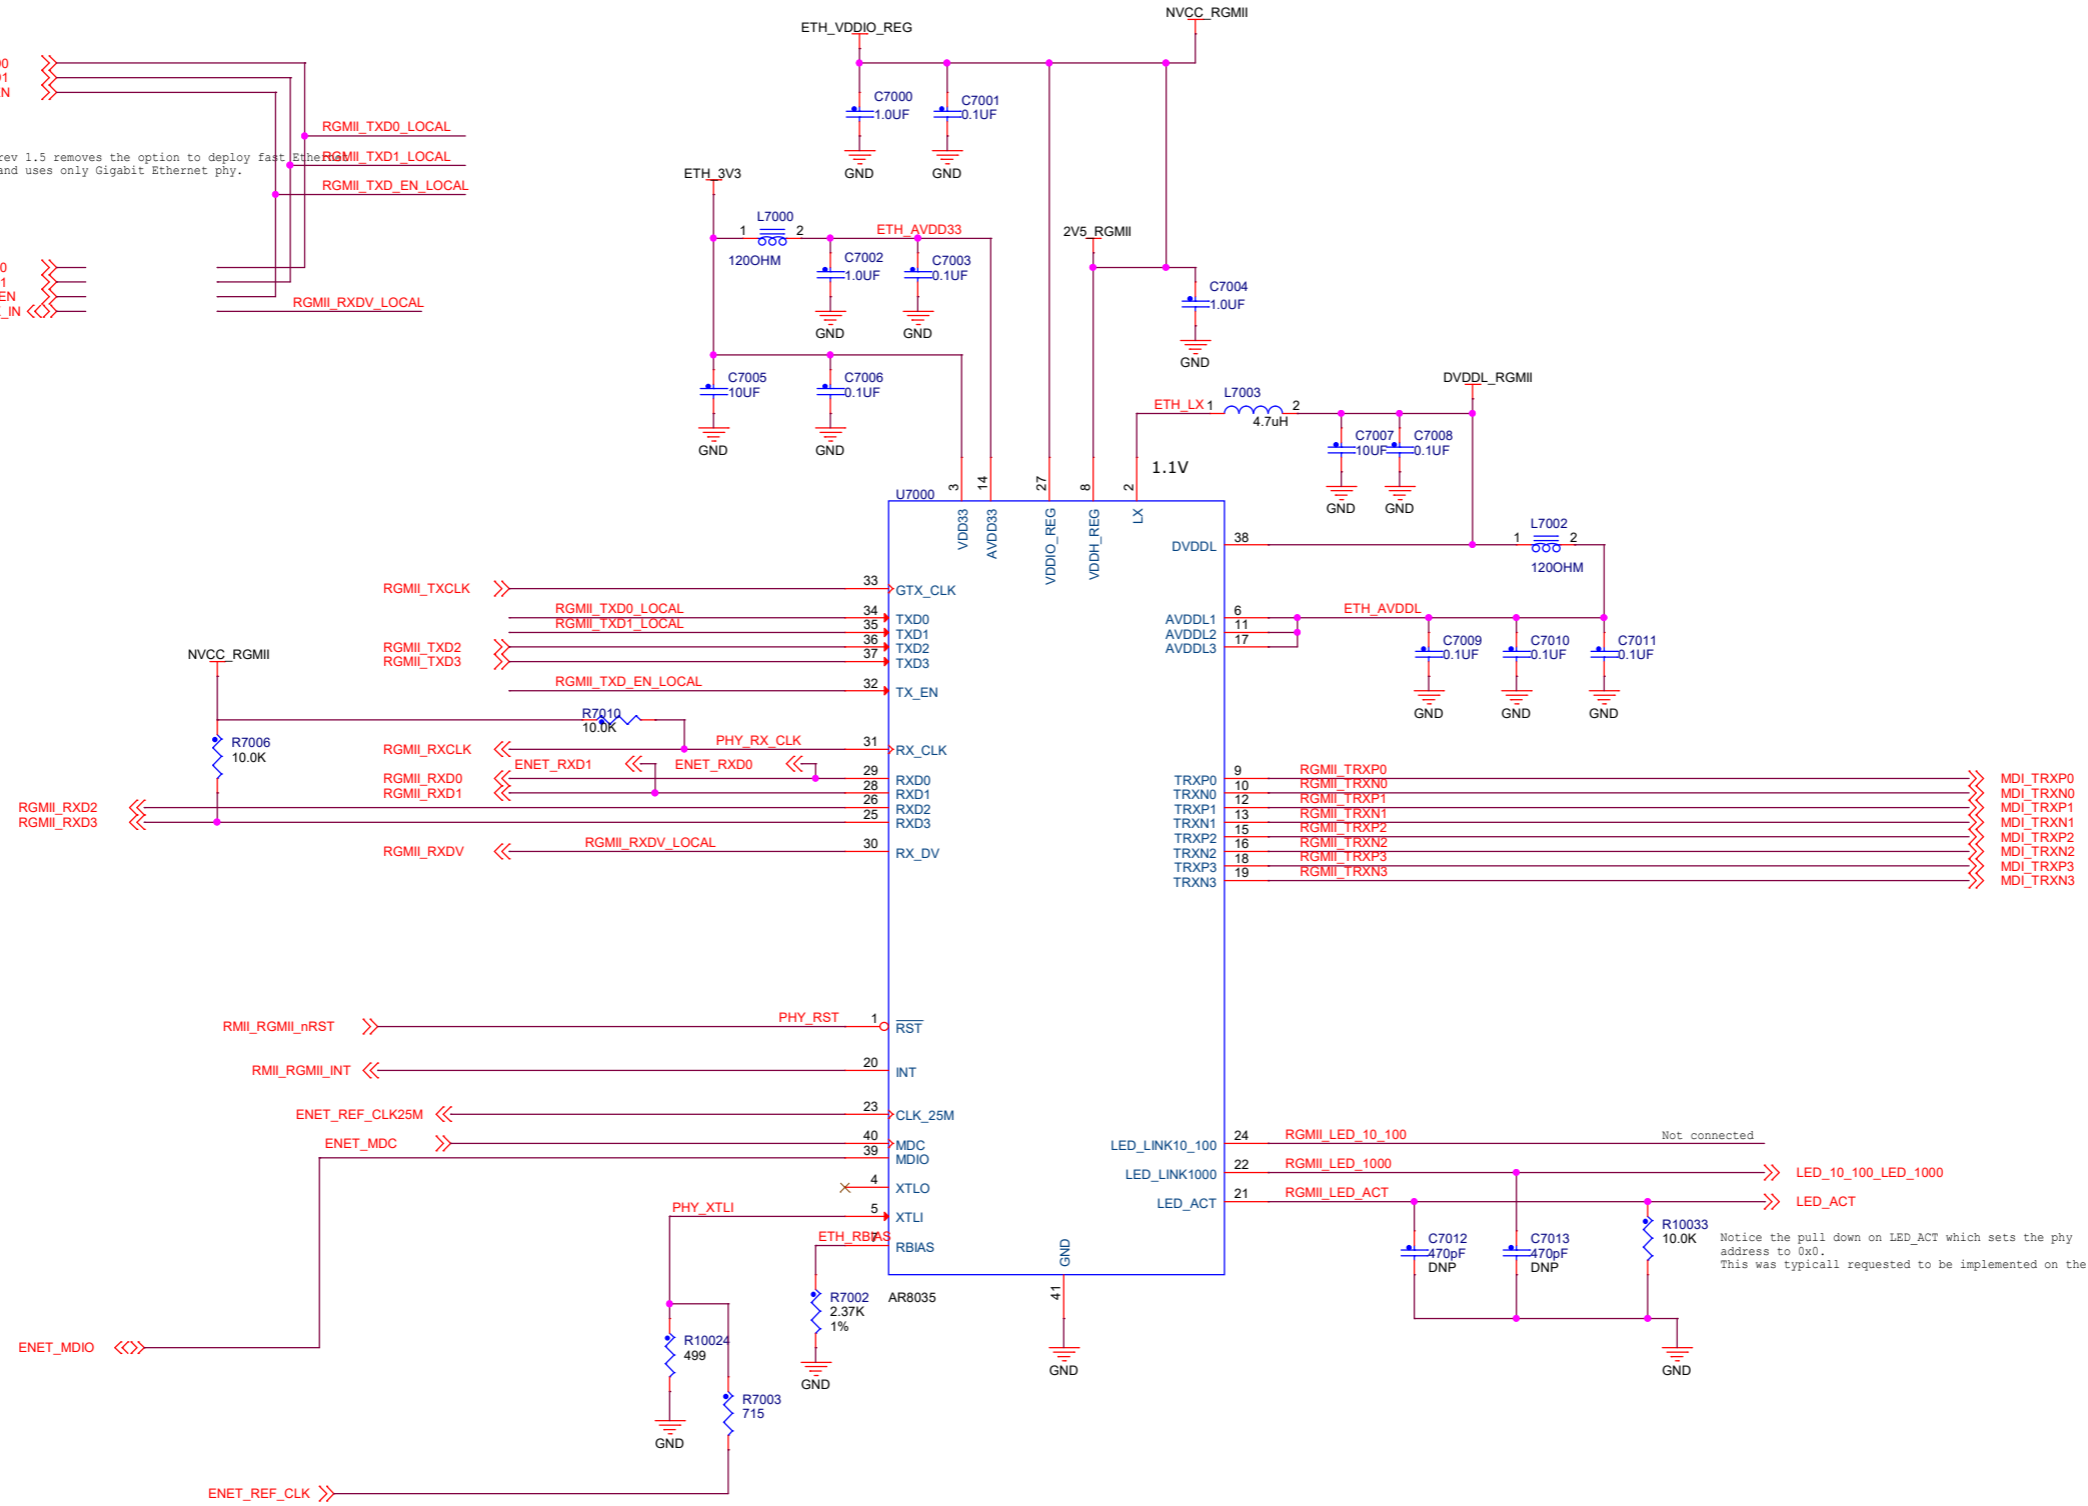 NVCC_RGMII
ETH_VDDIO_REG
C7000
1.0UF
C7001
0.1UF
GND
GND
RGMII_TXD0_LOCAL
rev 1.5 removes the option to deploy fast Ethernet
and uses only Gigabit Ethernet phy.
RGMII_TXD1_LOCAL
RGMII_TXD_EN_LOCAL
RGMII_RXDV_LOCAL
00
01
EN
0
1
EN
_IN
ETH_3V3
L7000
1
2
120OHM
ETH_AVDD33
C7002
1.0UF
C7003
0.1UF
GND
GND
2V5_RGMII
C7004
1.0UF
GND
C7005
10UF
C7006
0.1UF
GND
GND
DVDDL_RGMII
L7003
ETH_LX
1
2
4.7uH
C7007
10UF
C7008
0.1UF
GND
GND
1.1V
U7000
3
14
27
8
2
VDD33
AVDD33
VDDIO_REG
VDDH_REG
LX
DVDDL
38
L7002
1
2
120OHM
AVDDL1
6
ETH_AVDDL
AVDDL2
11
AVDDL3
17
C7009
0.1UF
C7010
0.1UF
C7011
0.1UF
GND
GND
GND
RGMII_TXCLK
33
GTX_CLK
RGMII_TXD0_LOCAL
34
TXD0
RGMII_TXD1_LOCAL
35
TXD1
RGMII_TXD2
36
TXD2
RGMII_TXD3
37
TXD3
RGMII_TXD_EN_LOCAL
32
TX_EN
NVCC_RGMII
R7006
10.0K
R7010
10.0K
RGMII_RXCLK
PHY_RX_CLK
31
RX_CLK
ENET_RXD1
ENET_RXD0
RGMII_RXD0
29
RXD0
RGMII_RXD1
28
RXD1
RGMII_RXD2
26
RXD2
RGMII_RXD3
25
RXD3
RGMII_RXDV
RGMII_RXDV_LOCAL
30
RX_DV
TRXP0
9
RGMII_TRXP0
MDI_TRXP0
TRXN0
10
RGMII_TRXN0
MDI_TRXN0
TRXP1
12
RGMII_TRXP1
MDI_TRXP1
TRXN1
13
RGMII_TRXN1
MDI_TRXN1
TRXP2
15
RGMII_TRXP2
MDI_TRXP2
TRXN2
16
RGMII_TRXN2
MDI_TRXN2
TRXP3
18
RGMII_TRXP3
MDI_TRXP3
TRXN3
19
RGMII_TRXN3
MDI_TRXN3
RMII_RGMII_nRST
PHY_RST
1
RST
RMII_RGMII_INT
20
INT
ENET_REF_CLK25M
23
CLK_25M
ENET_MDC
40
MDC
39
MDIO
4
XTLO
PHY_XTLI
5
XTLI
ETH_RBIAS
7
RBIAS
LED_LINK10_100
24
RGMII_LED_10_100
Not connected
LED_LINK1000
22
RGMII_LED_1000
LED_10_100_LED_1000
LED_ACT
21
RGMII_LED_ACT
LED_ACT
C7012
470pF
DNP
C7013
470pF
DNP
R10033
10.0K
Notice the pull down on LED_ACT which sets the phy
address to 0x0.
This was typicall requested to be implemented on the
GND
GND
41
GND
AR8035
R7002
2.37K
1%
GND
ENET_MDIO
R10024
499
GND
R7003
715
ENET_REF_CLK